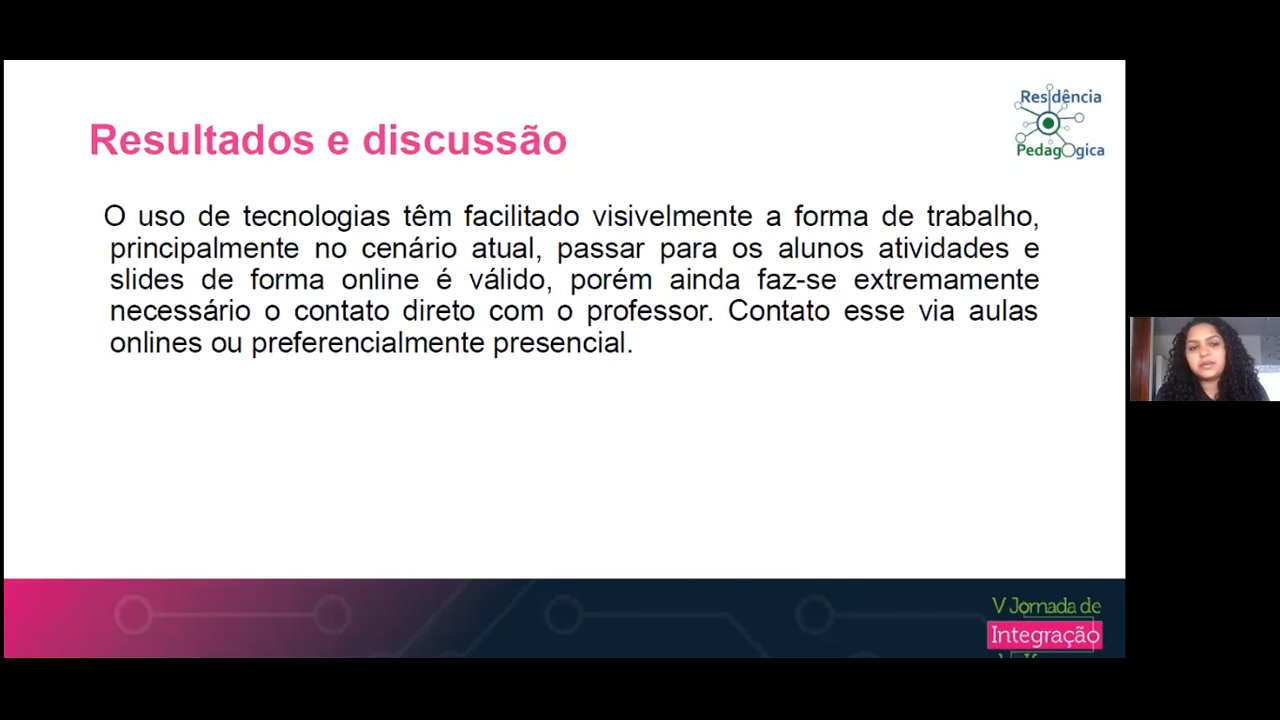 Residência
Pedagógica
Resultados e discussão
O uso de tecnologias têm facilitado visivelmente a forma de trabalho,
principalmente no cenário atual, passar para os alunos atividades e
slides de forma online é válido, porém ainda faz-se extremamente
necessário o contato direto com o professor. Contato esse via aulas
onlines ou preferencialmente presencial.
V Jornada de
Integração